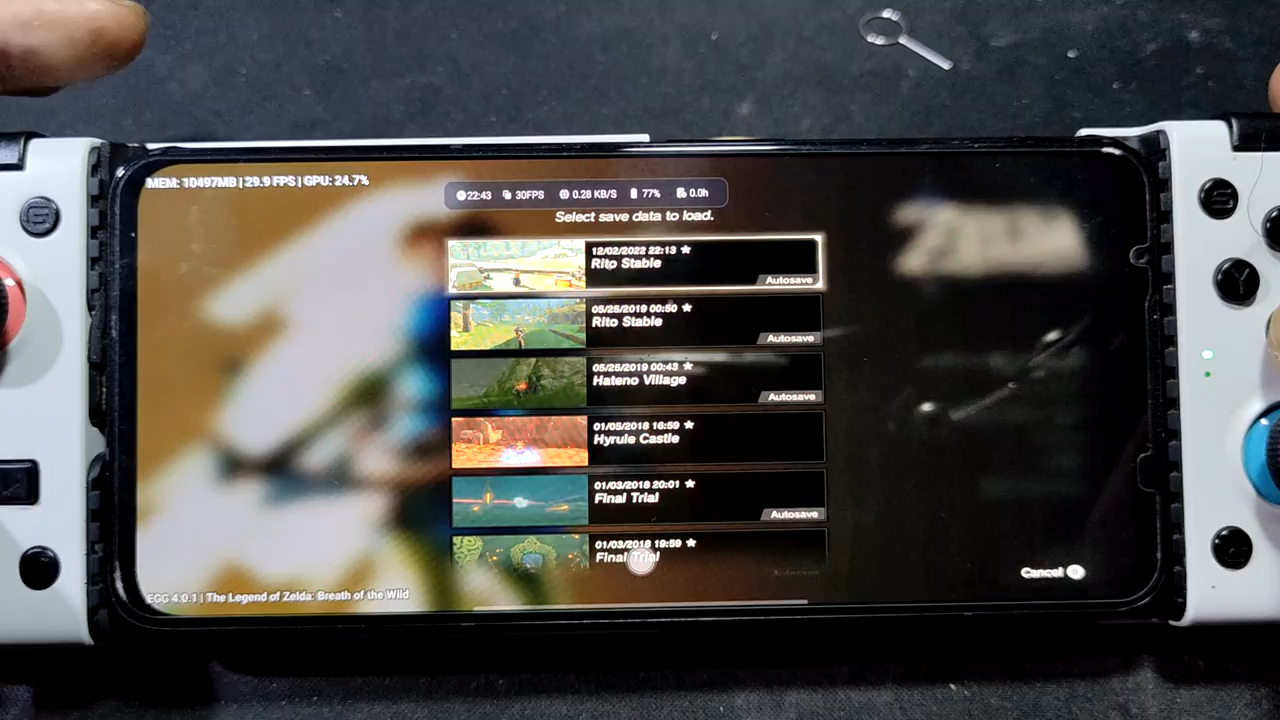 MEM: 10497MB | 29.9 FPS | GPU: 24.7%
22:43 30FPS 0.28 KB/S 77% 0.0h
Select save data to load.
12/02/2022 22:13 ★
Rito Stable
Autosave
05/25/2019 00:50 ★
Rito Stable
Autosave
05/25/2019 00:43 ★
Hateno Village
Autosave
01/05/2018 16:59 ★
Hyrule Castle
01/03/2018 20:01 ★
Final Trial
Autosave
01/03/2018 19:59 ★
Final Trial
Autosave
Cancel
EGG 4.0.1 | The Legend of Zelda: Breath of the Wild
Y